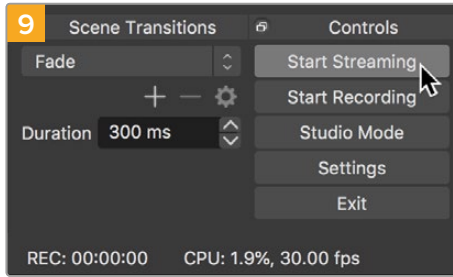 9
Scene Transitions
Controls
Fade
Start Streaming
Start Recording
Duration 300 ms
Studio Mode
Settings
Exit
REC: 00:00:00 CPU: 1.9%, 30.00 fps